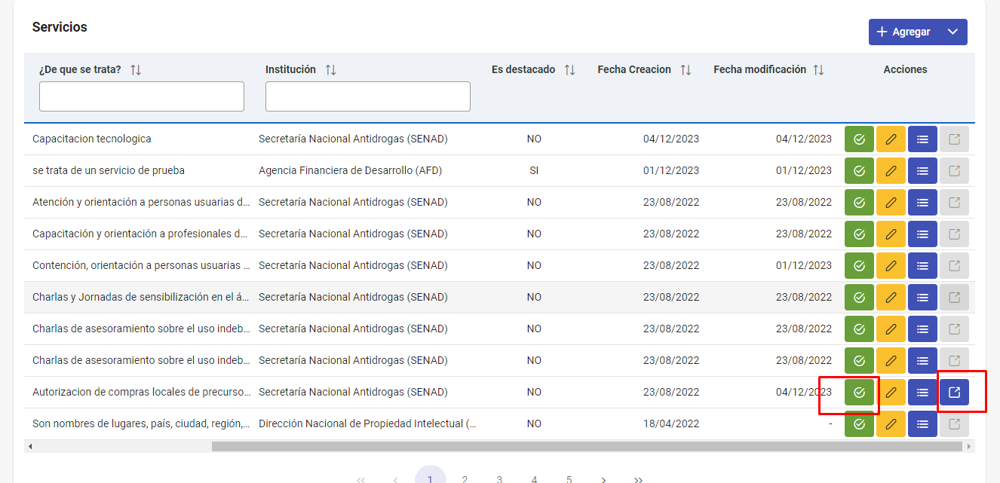 Servicios
Agregar
¿De que se trata? Institución Es destacado Fecha Creacion Fecha modificación Acciones
Capacitacion tecnologica Secretaría Nacional Antidrogas (SENAD) NO 04/12/2023 04/12/2023
se trata de un servicio de prueba Agencia Financiera de Desarrollo (AFD) SI 01/12/2023 01/12/2023
Atención y orientación a personas usuarias d... Secretaría Nacional Antidrogas (SENAD) NO 23/08/2022 23/08/2022
Capacitación y orientación a profesionales d... Secretaría Nacional Antidrogas (SENAD) NO 23/08/2022 23/08/2022
Contención, orientación a personas usuarias ... Secretaría Nacional Antidrogas (SENAD) NO 23/08/2022 01/12/2023
Charlas y Jornadas de sensibilización en el á... Secretaría Nacional Antidrogas (SENAD) NO 23/08/2022 23/08/2022
Charlas de asesoramiento sobre el uso indeb... Secretaría Nacional Antidrogas (SENAD) NO 23/08/2022 23/08/2022
Charlas de asesoramiento sobre el uso indeb... Secretaría Nacional Antidrogas (SENAD) NO 23/08/2022 23/08/2022
Autorizacion de compras locales de precurso... Secretaría Nacional Antidrogas (SENAD) NO 23/08/2022 04/12/2023
Son nombres de lugares, país, ciudad, región,... Dirección Nacional de Propiedad Intelectual (... NO 18/04/2022 -
« ‹ 1 2 3 4 5 › »